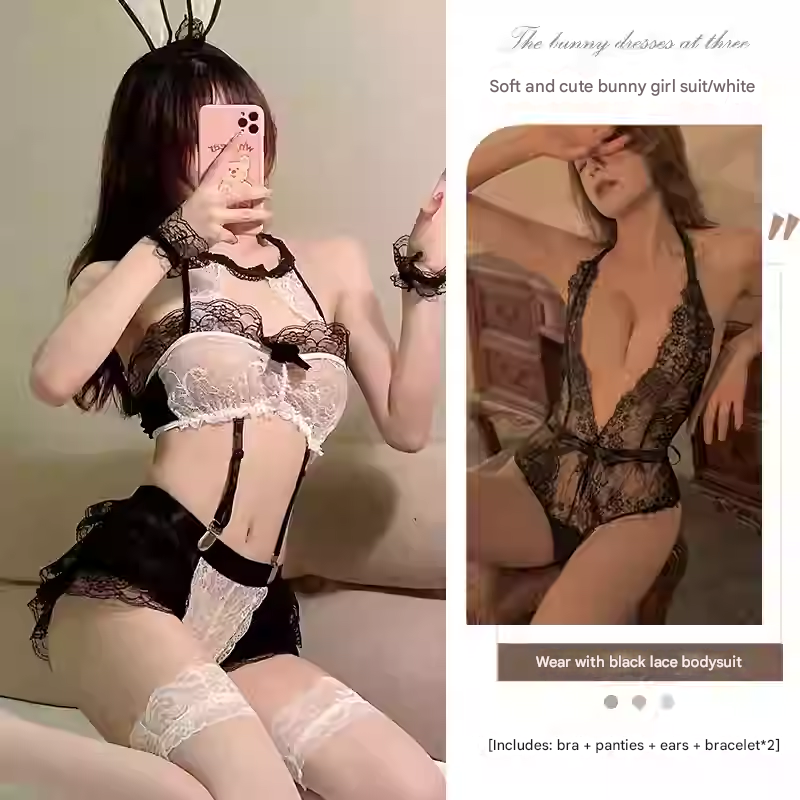 The bunny dresses at three
Soft and cute bunny girl suit/white
Wear with black lace bodysuit
[Includes: bra + panties + ears + bracelet*2]